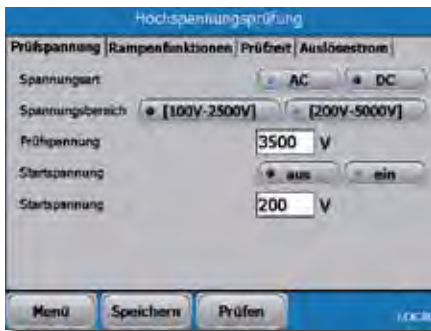 Hochspannungsprüfung
Prüfspannung Rampenfunktionen Prüfzeit Auslösestrom
Spannungsart AC DC
Spannungsbereich [100V-2500V] [200V-5000V]
Prüfspannung 3500 V
Startspannung aus ein
Startspannung 200 V
Menü Speichern Prüfen LOCAL